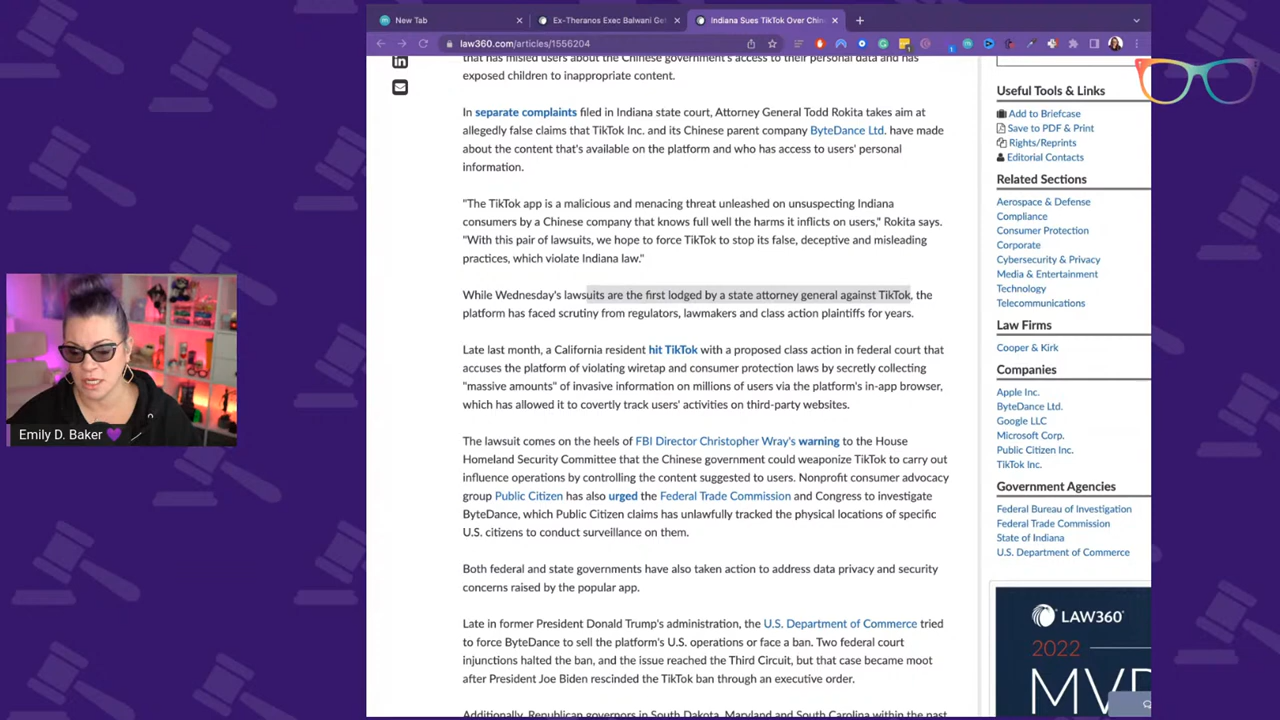 New Tab
Ex-Theranos Exec Balwani Get
Indiana Sues TikTok Over Chin
law360.com/articles/1556204
that has misled users about the Chinese government's access to their personal data and has
exposed children to inappropriate content.
In separate complaints filed in Indiana state court, Attorney General Todd Rokita takes aim at
allegedly false claims that TikTok Inc. and its Chinese parent company ByteDance Ltd. have made
about the content that's available on the platform and who has access to users' personal
information.
"The TikTok app is a malicious and menacing threat unleashed on unsuspecting Indiana
consumers by a Chinese company that knows full well the harms it inflicts on users," Rokita says.
"With this pair of lawsuits, we hope to force TikTok to stop its false, deceptive and misleading
practices, which violate Indiana law."
While Wednesday's lawsuits are the first lodged by a state attorney general against TikTok, the
platform has faced scrutiny from regulators, lawmakers and class action plaintiffs for years.
Late last month, a California resident hit TikTok with a proposed class action in federal court that
accuses the platform of violating wiretap and consumer protection laws by secretly collecting
"massive amounts" of invasive information on millions of users via the platform's in-app browser,
which has allowed it to covertly track users' activities on third-party websites.
The lawsuit comes on the heels of FBI Director Christopher Wray's warning to the House
Homeland Security Committee that the Chinese government could weaponize TikTok to carry out
influence operations by controlling the content suggested to users. Nonprofit consumer advocacy
group Public Citizen has also urged the Federal Trade Commission and Congress to investigate
ByteDance, which Public Citizen claims has unlawfully tracked the physical locations of specific
U.S. citizens to conduct surveillance on them.
Both federal and state governments have also taken action to address data privacy and security
concerns raised by the popular app.
Late in former President Donald Trump's administration, the U.S. Department of Commerce tried
to force ByteDance to sell the platform's U.S. operations or face a ban. Two federal court
injunctions halted the ban, and the issue reached the Third Circuit, but that case became moot
after President Joe Biden rescinded the TikTok ban through an executive order.
Additionally, Republican governors in South Dakota, Maryland and South Carolina within the past
Useful Tools & Links
Add to Briefcase
Save to PDF & Print
Rights/Reprints
Editorial Contacts
Related Sections
Aerospace & Defense
Compliance
Consumer Protection
Corporate
Cybersecurity & Privacy
Media & Entertainment
Technology
Telecommunications
Law Firms
Cooper & Kirk
Companies
Apple Inc.
ByteDance Ltd.
Google LLC
Microsoft Corp.
Public Citizen Inc.
TikTok Inc.
Government Agencies
Federal Bureau of Investigation
Federal Trade Commission
State of Indiana
U.S. Department of Commerce
LAW360
2022
MV
Emily D. Baker 💜